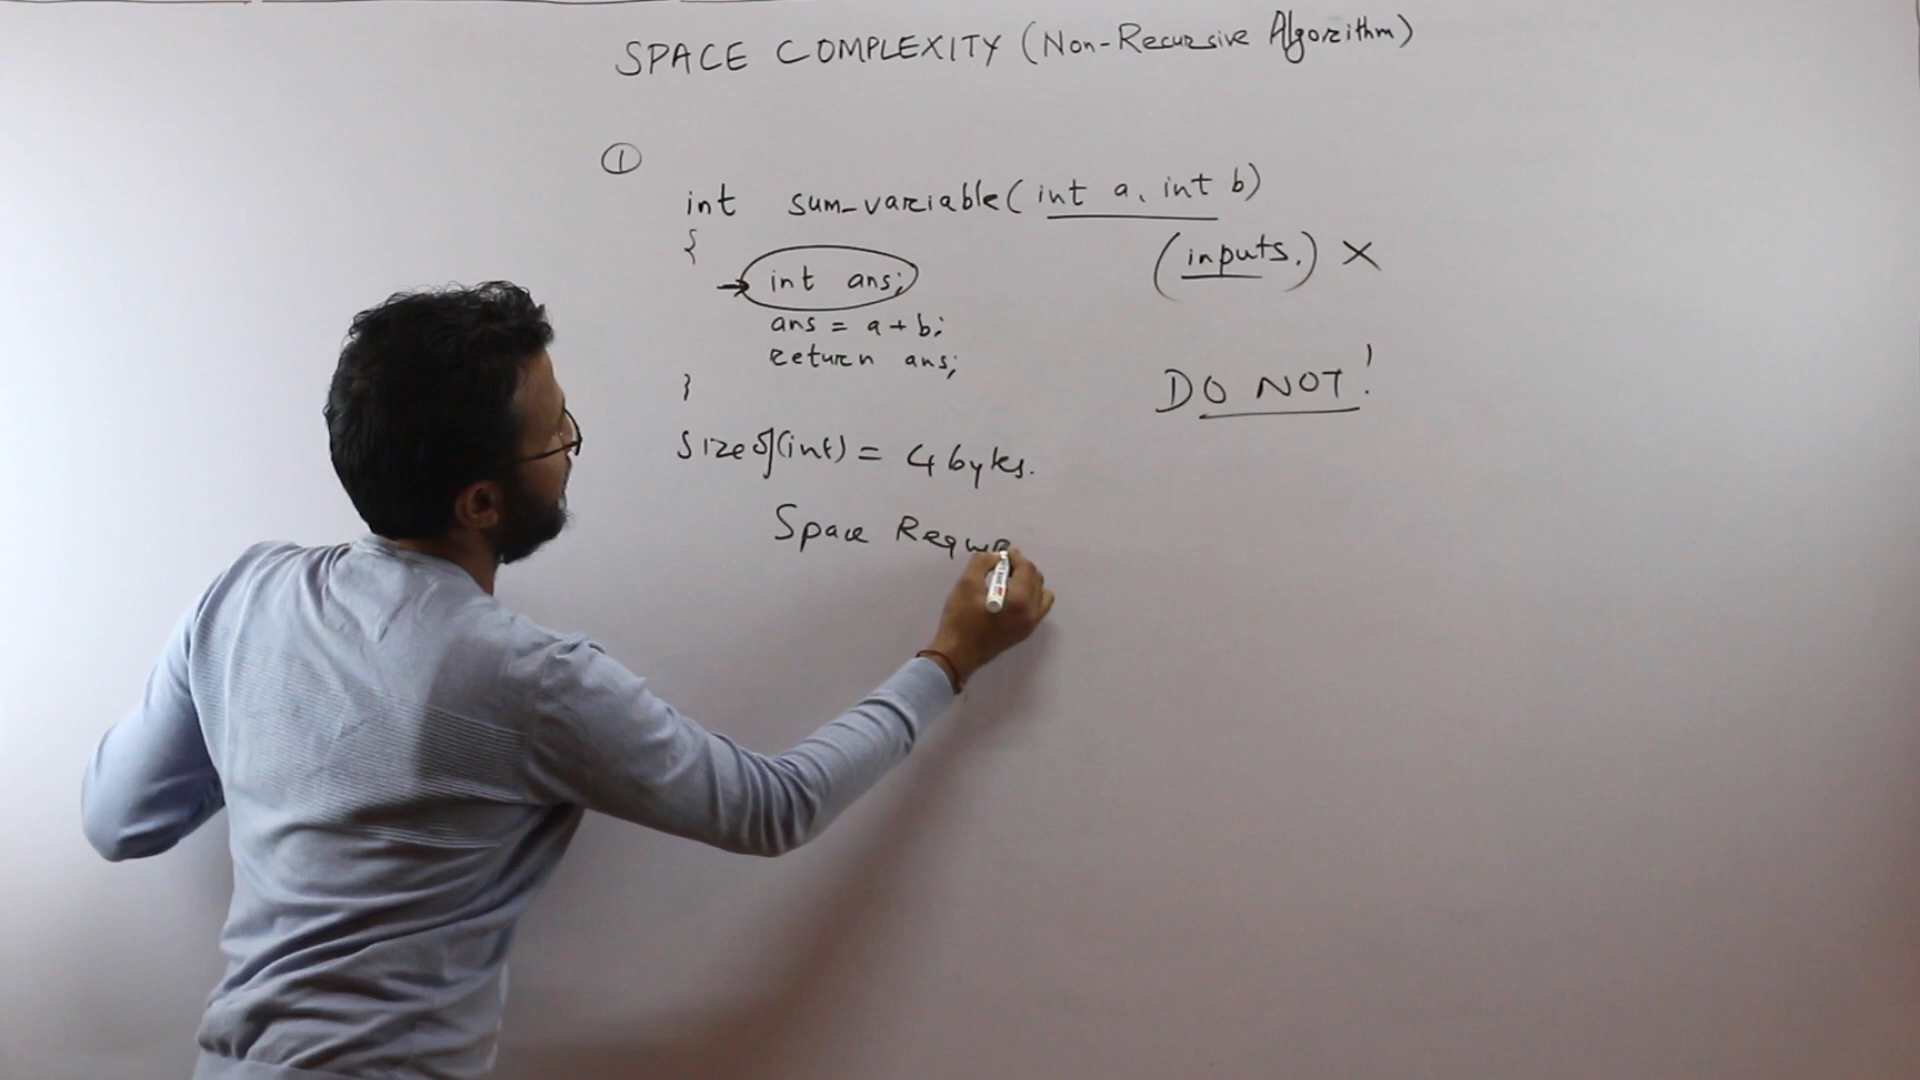 SPACE COMPLEXITY (Non-Recursive Algorithm)
①
int sum_variable(int a, int b)
{
(inputs.) X
→ int ans;
ans = a + b;
return ans;
}
DO NOT!
Sizeof(int) = 4 bytes.
Space Requir